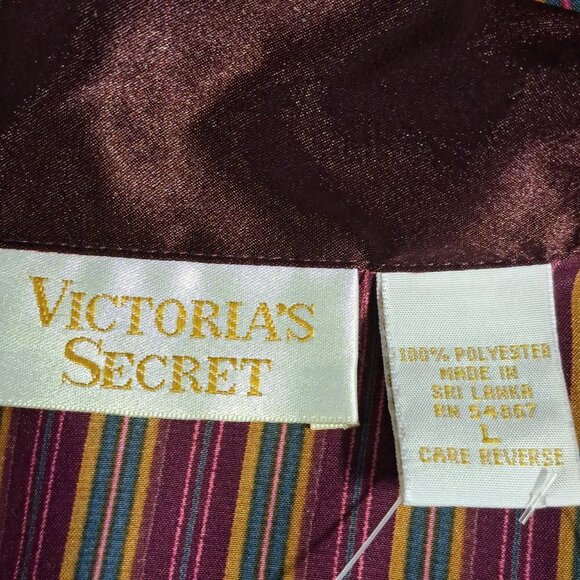 VICTORIA'S
SECRET
100% POLYESTER
MADE IN
SRI LANKA
RN 54867
L
CARE REVERSE